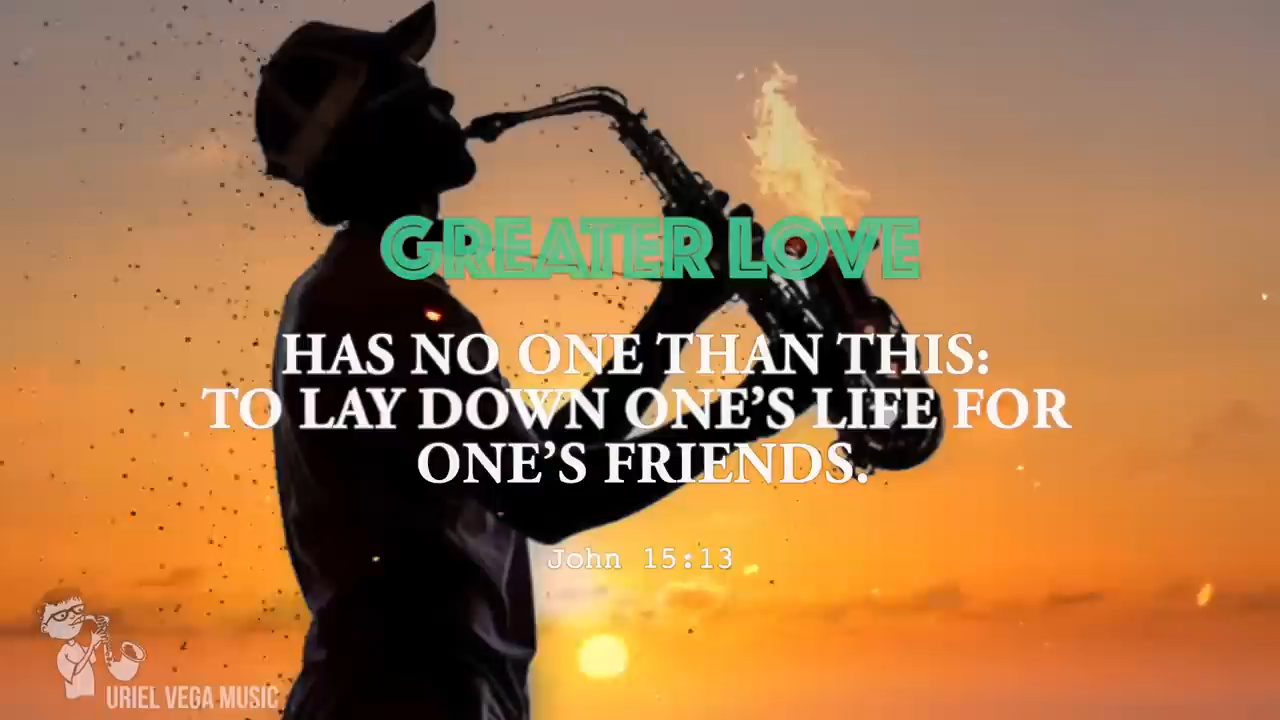 GREATER LOVE
HAS NO ONE THAN THIS:
TO LAY DOWN ONE’S LIFE FOR
ONE’S FRIENDS.
John 15:13
URIEL VEGA MUSIC